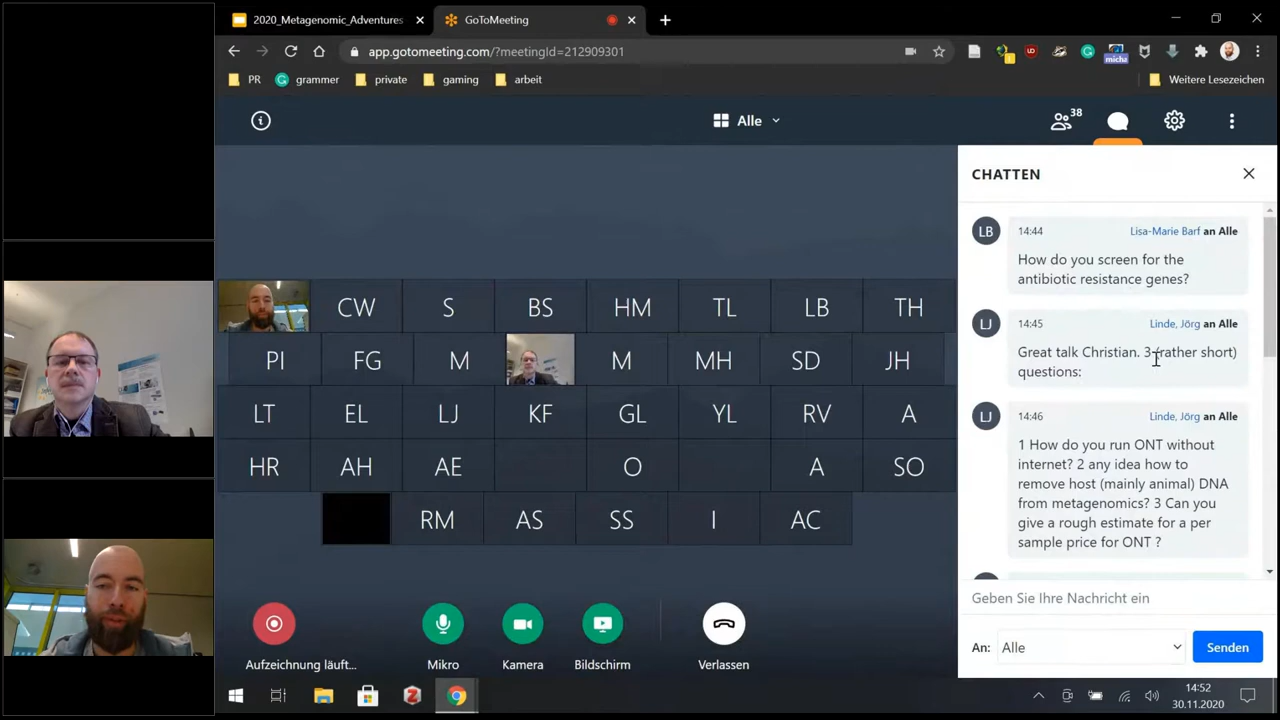 2020_Metagenomic_Adventures
GoToMeeting
app.gotomeeting.com/?meetingId=212909301
micha
PR
grammer
private
gaming
arbeit
Weitere Lesezeichen
Alle
38
CHATTEN
LB
14:44
Lisa-Marie Barf an Alle
How do you screen for the
antibiotic resistance genes?
LJ
14:45
Linde, Jörg an Alle
Great talk Christian. 3 (rather short)
questions:
LJ
14:46
Linde, Jörg an Alle
1 How do you run ONT without
internet? 2 any idea how to
remove host (mainly animal) DNA
from metagenomics? 3 Can you
give a rough estimate for a per
sample price for ONT ?
Geben Sie Ihre Nachricht ein
An:
Alle
Senden
CW S BS HM TL LB TH
PI FG M M MH SD JH
LT EL LJ KF GL YL RV A
HR AH AE O A SO
RM AS SS I AC
Aufzeichnung läuft...
Mikro
Kamera
Bildschirm
Verlassen
14:52
30.11.2020